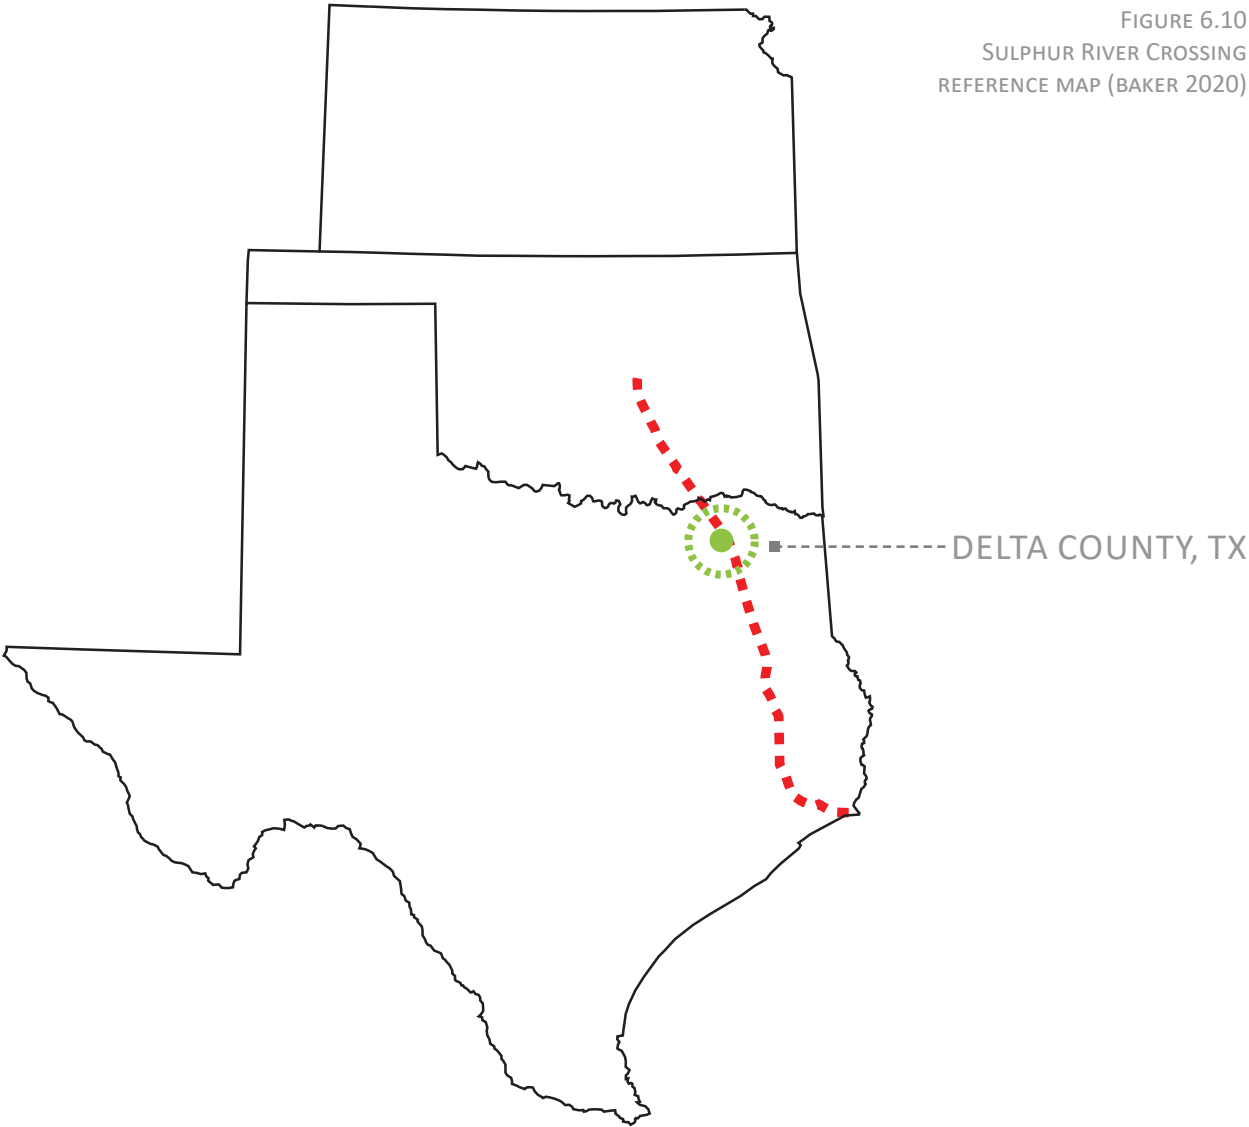 Figure 6.10
Sulphur River Crossing
reference map (baker 2020)
DELTA COUNTY, TX